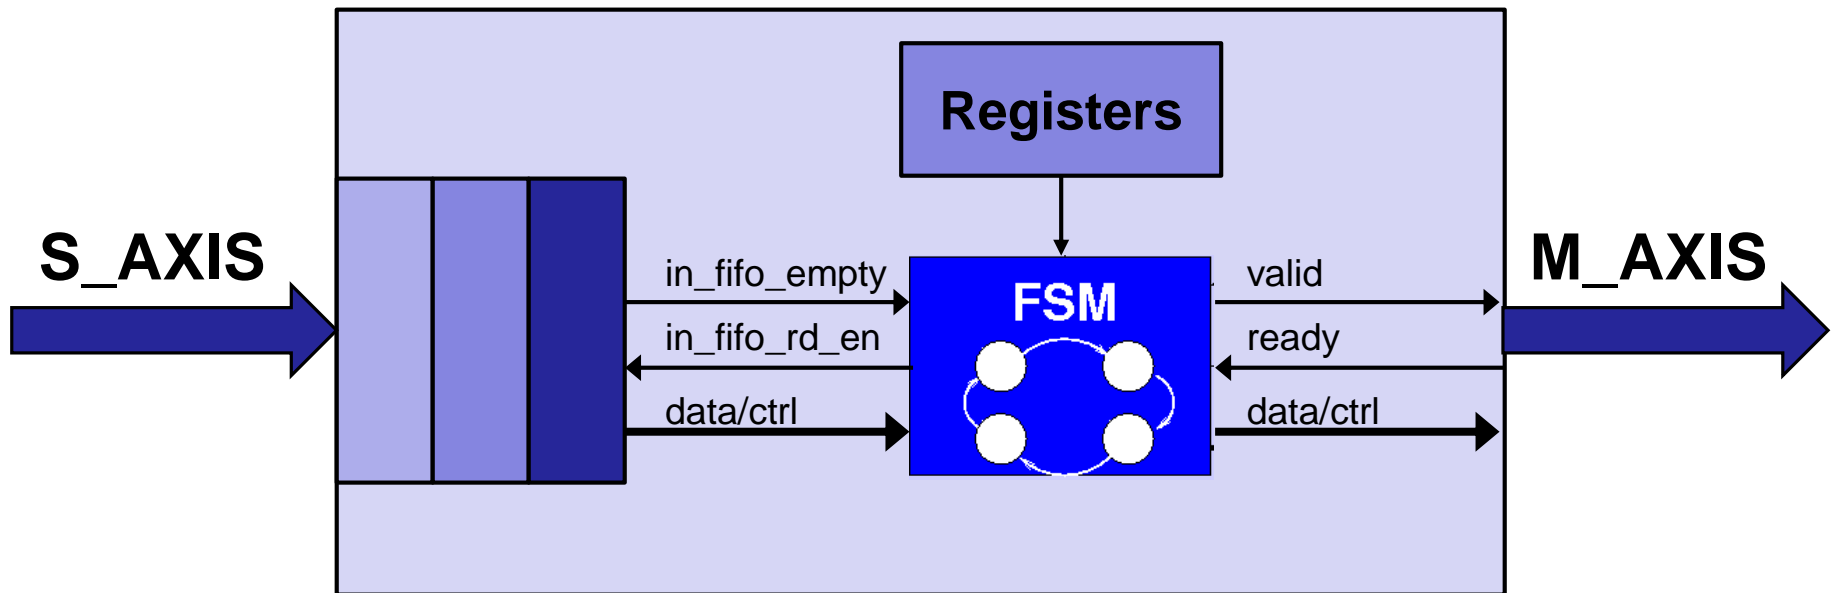 Registers
S_AXIS
in_fifo_empty
FSM
valid
M_AXIS
in_fifo_rd_en
ready
data/ctrl
data/ctrl